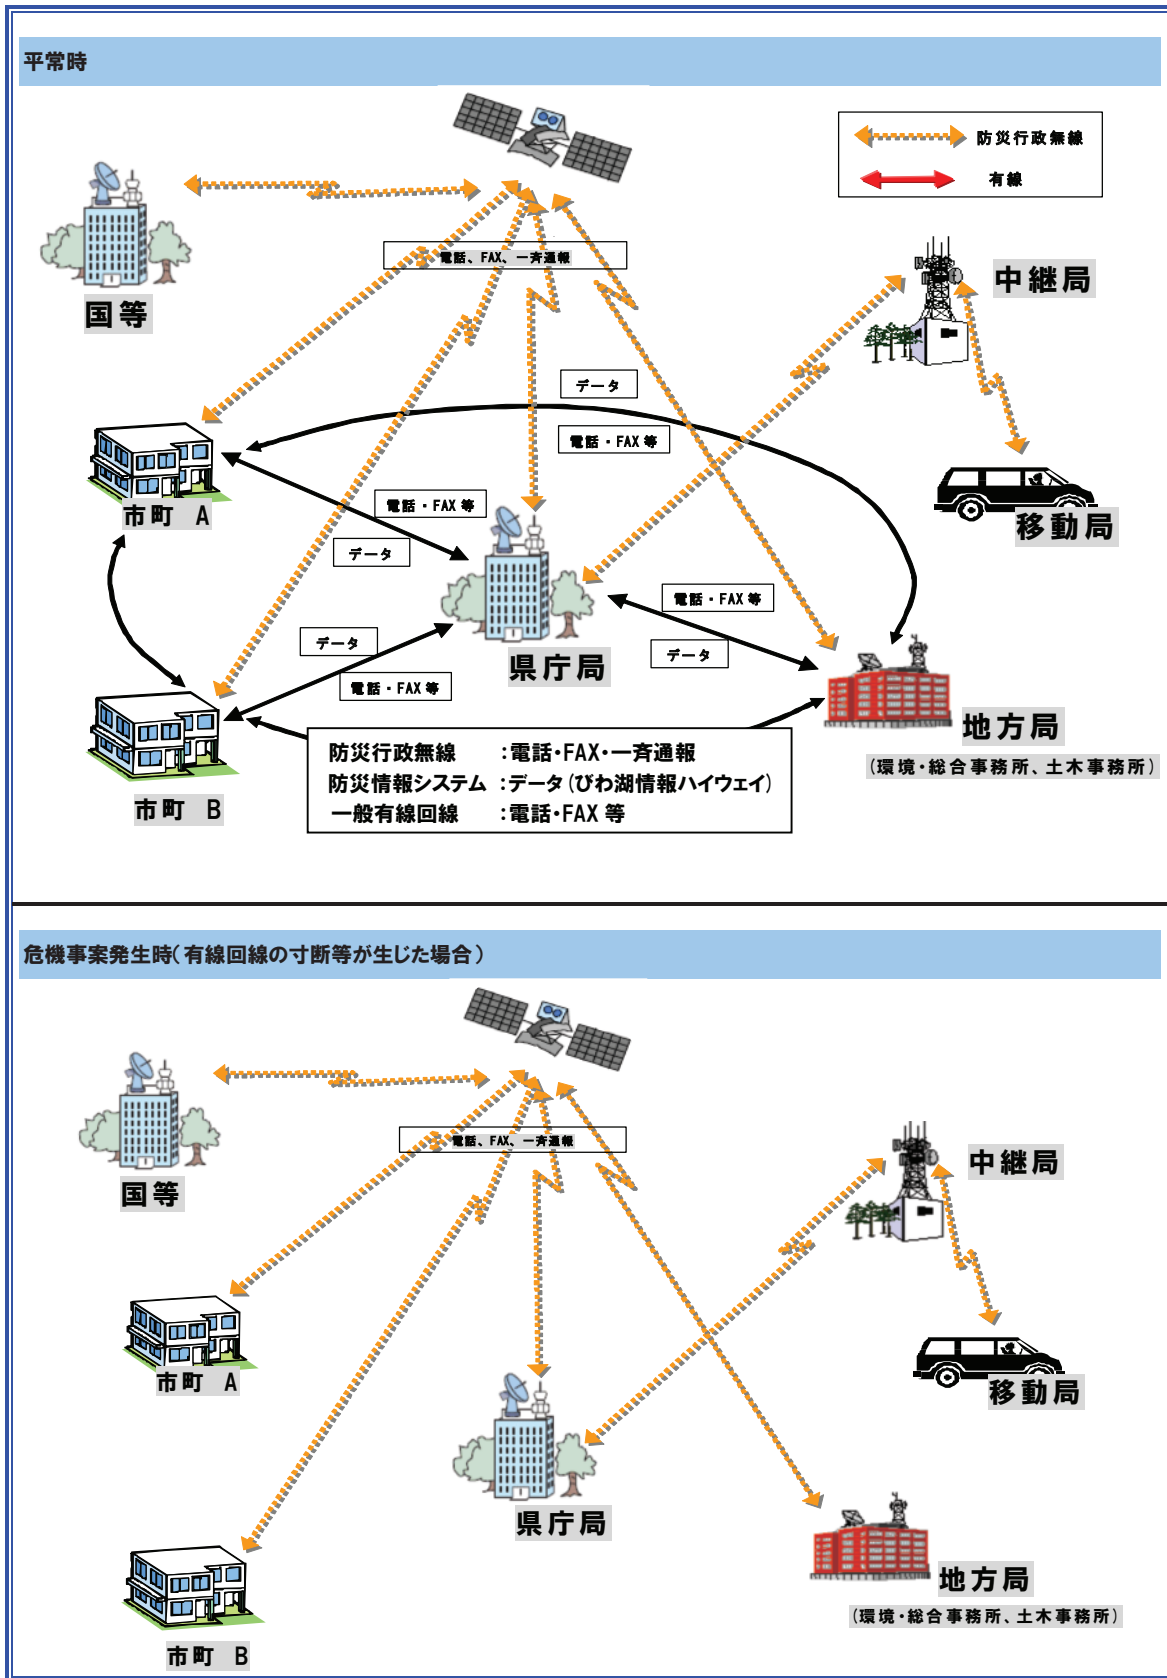 平常時
防災行政無線
有線
電話、FAX、一斉通報
国等
中継局
データ
電話・FAX 等
市町 A
電話・FAX 等
移動局
データ
電話・FAX 等
データ
データ
県庁局
電話・FAX 等
市町 B
地方局
(環境・総合事務所、土木事務所)
防災行政無線 :電話・FAX・一斉通報
防災情報システム :データ(びわ湖情報ハイウェイ)
一般有線回線 :電話・FAX 等
危機事案発生時(有線回線の寸断等が生じた場合)
電話、FAX、一斉通報
国等
中継局
市町 A
移動局
県庁局
地方局
(環境・総合事務所、土木事務所)
市町 B